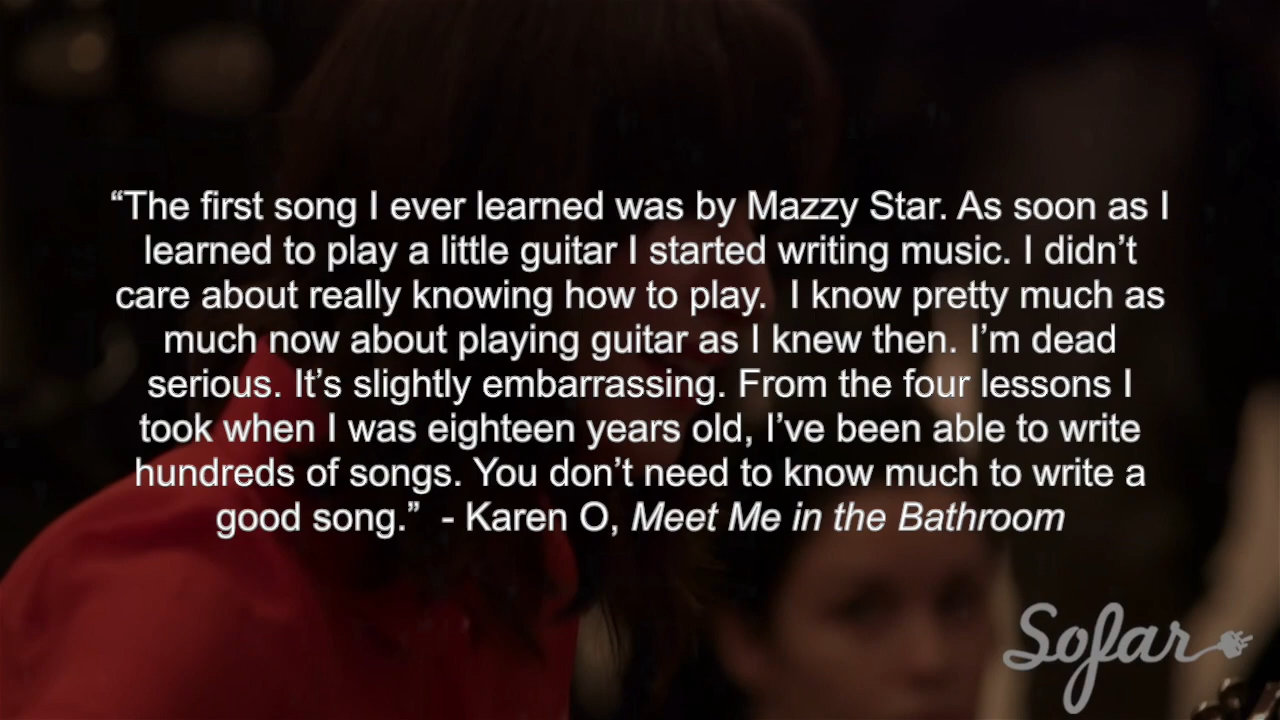 “The first song I ever learned was by Mazzy Star. As soon as I
learned to play a little guitar I started writing music. I didn’t
care about really knowing how to play.  I know pretty much as
much now about playing guitar as I knew then. I’m dead
serious. It’s slightly embarrassing. From the four lessons I
took when I was eighteen years old, I’ve been able to write
hundreds of songs. You don’t need to know much to write a
good song.”  - Karen O, Meet Me in the Bathroom
Sofar